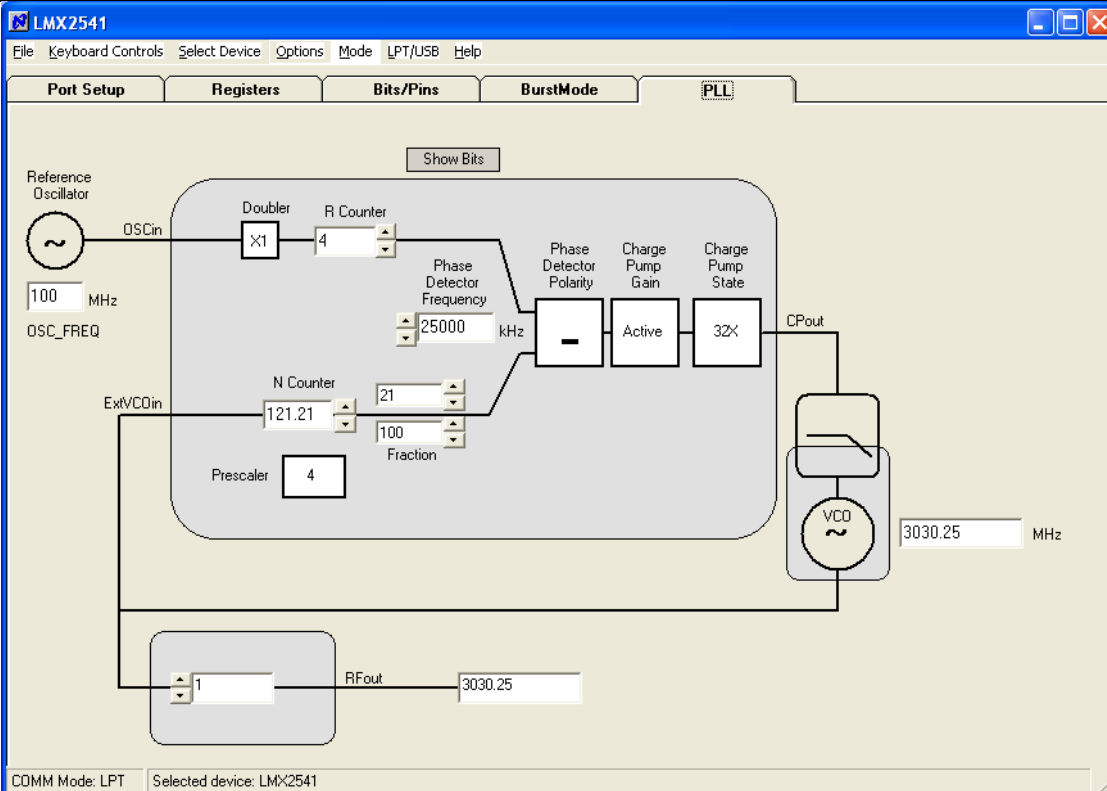 LMX2541
File Keyboard Controls Select Device Options Mode LPT/USB Help
Port Setup Registers Bits/Pins BurstMode PLL
Show Bits
Reference
Oscillator
~
OSCin
100 MHz
OSC_FREQ
Doubler
X1
R Counter
4
Phase
Detector
Frequency
25000 kHz
Phase
Detector
Polarity
-
Charge
Pump
Gain
Active
Charge
Pump
State
32X
CPout
ExtVCOin
N Counter
121.21
21
100
Fraction
Prescaler 4
VCO
~
3030.25 MHz
1
RFout
3030.25
COMM Mode: LPT Selected device: LMX2541